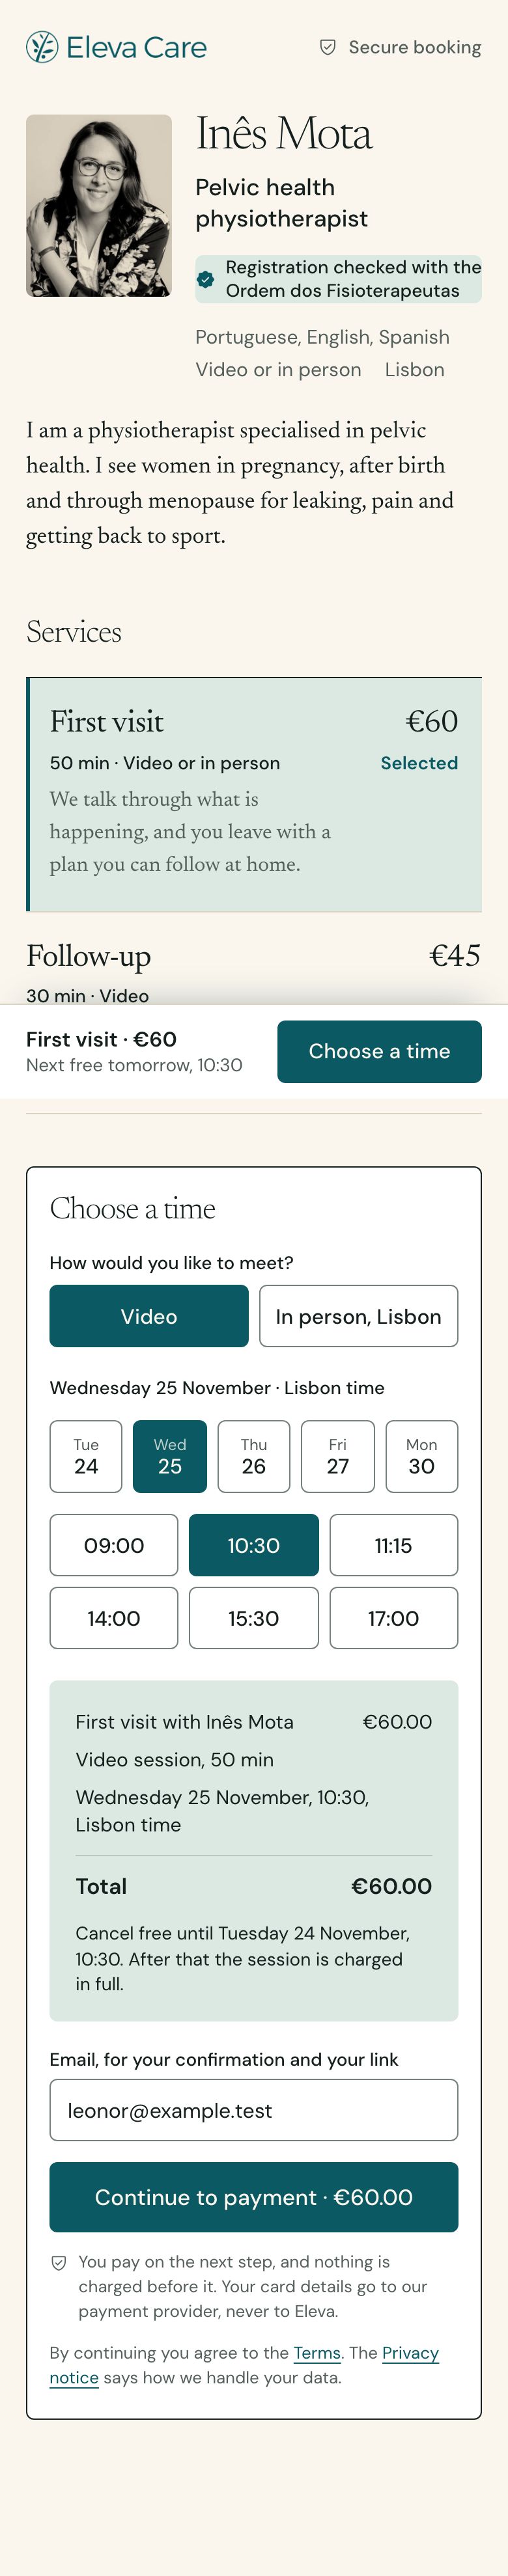 Eleva Care
Secure booking
Inês Mota
Pelvic health
physiotherapist
Registration checked with the
Ordem dos Fisioterapeutas
Portuguese, English, Spanish
Video or in person Lisbon
I am a physiotherapist specialised in pelvic
health. I see women in pregnancy, after birth
and through menopause for leaking, pain and
getting back to sport.
Services
First visit €60
50 min · Video or in person Selected
We talk through what is
happening, and you leave with a
plan you can follow at home.
Follow-up €45
30 min · Video
First visit · €60
Next free tomorrow, 10:30
Choose a time
Choose a time
How would you like to meet?
Video In person, Lisbon
Wednesday 25 November · Lisbon time
Tue Wed Thu Fri Mon
24 25 26 27 30
09:00 10:30 11:15
14:00 15:30 17:00
First visit with Inês Mota €60.00
Video session, 50 min
Wednesday 25 November, 10:30,
Lisbon time
Total €60.00
Cancel free until Tuesday 24 November,
10:30. After that the session is charged
in full.
Email, for your confirmation and your link
leonor@example.test
Continue to payment · €60.00
You pay on the next step, and nothing is
charged before it. Your card details go to our
payment provider, never to Eleva.
By continuing you agree to the Terms. The Privacy
notice says how we handle your data.